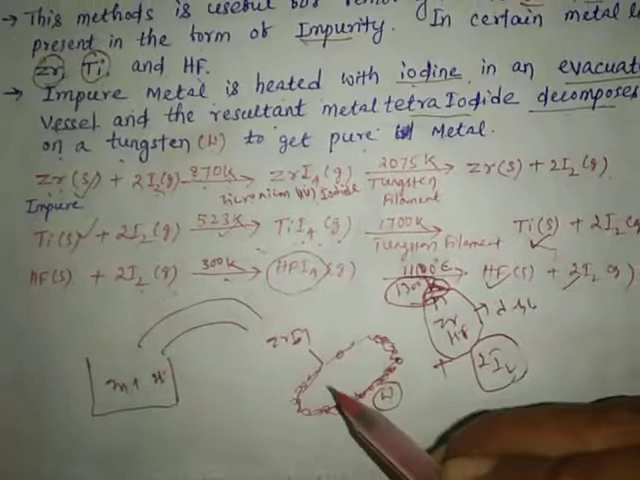 → This methods is useful for
In certain metal
present in the form of Impurity.
Zr, Ti and HF.
→ Impure Metal is heated with iodine in an evacuat
vessel and the resultant metal tetra Iodide decomposes
on a tungsten (W) to get pure Metal.
Zr(s) + 2I₂(g) 870K→ ZrI₄(g) 2075K→ Zr(s) + 2I₂(g)
Impure Zirconium (IV) Iodide Tungsten Filament
Ti(s) + 2I₂(g) 523K→ TiI₄(g) 1700K→ Ti(s) + 2I₂(g
Tungsten Filament
HF(s) + 2I₂(g) 300K→ HFI₄(g) → HF(s) + 2I₂(g)
Zr
HF
2I₂
W